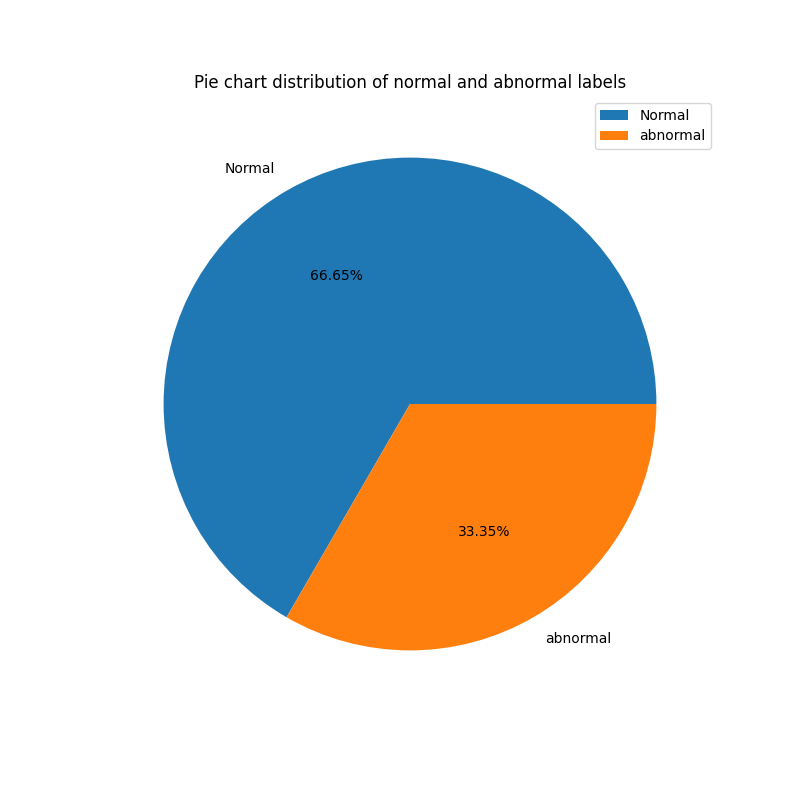 Pie chart distribution of normal and abnormal labels
Normal
abnormal
Normal
66.65%
33.35%
abnormal